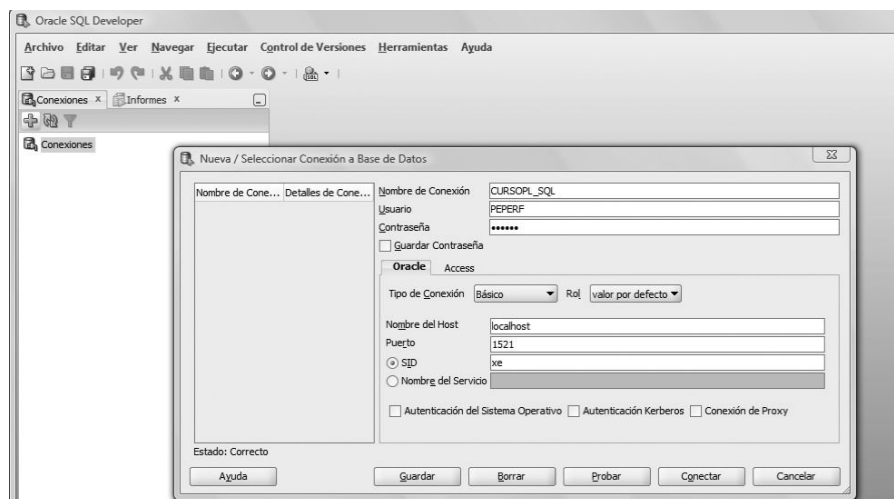 Oracle SQL Developer
Archivo Editar Ver Navegar Ejecutar Control de Versiones Herramientas Ayuda
Conexiones x Informes x
Conexiones
Nueva / Seleccionar Conexión a Base de Datos
Nombre de Cone... Detalles de Cone...
Nombre de Conexión CURSOPL_SQL
Usuario PEPERF
Contraseña ••••••
Guardar Contraseña
Oracle Access
Tipo de Conexión Básico Rol valor por defecto
Nombre del Host localhost
Puerto 1521
SID xe
Nombre del Servicio
Autenticación del Sistema Operativo Autenticación Kerberos Conexión de Proxy
Estado: Correcto
Ayuda Guardar Borrar Probar Conectar Cancelar